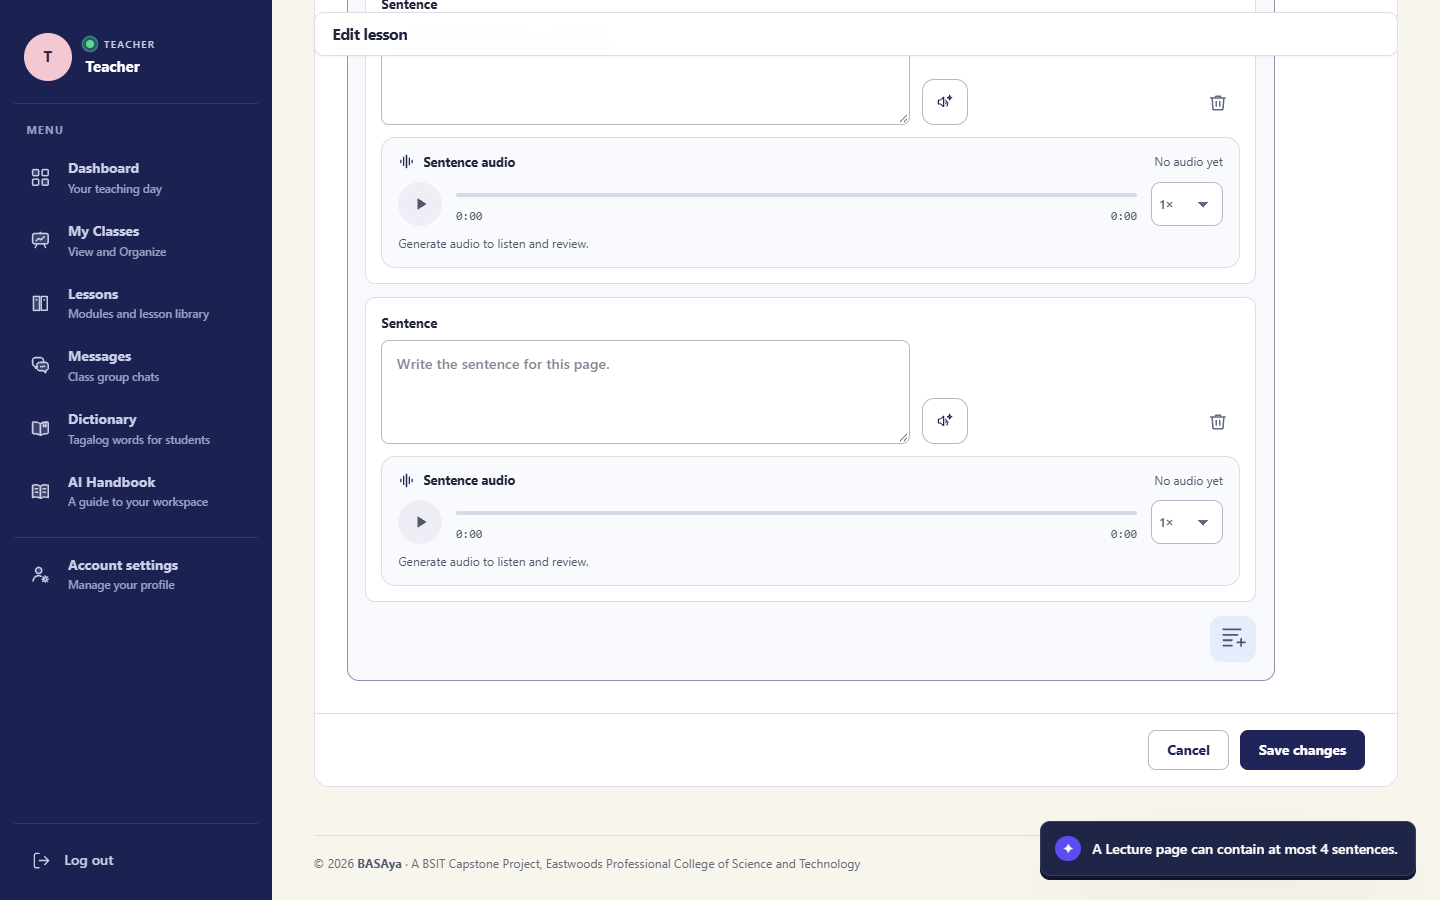 T
TEACHER
Teacher
MENU
Dashboard
Your teaching day
My Classes
View and Organize
Lessons
Modules and lesson library
Messages
Class group chats
Dictionary
Tagalog words for students
AI Handbook
A guide to your workspace
Account settings
Manage your profile
Log out
Sentence
Edit lesson
Sentence audio
No audio yet
1×
0:00
0:00
Generate audio to listen and review.
Sentence
Write the sentence for this page.
Sentence audio
No audio yet
1×
0:00
0:00
Generate audio to listen and review.
Cancel
Save changes
© 2026 BASAya · A BSIT Capstone Project, Eastwoods Professional College of Science and Technology
A Lecture page can contain at most 4 sentences.